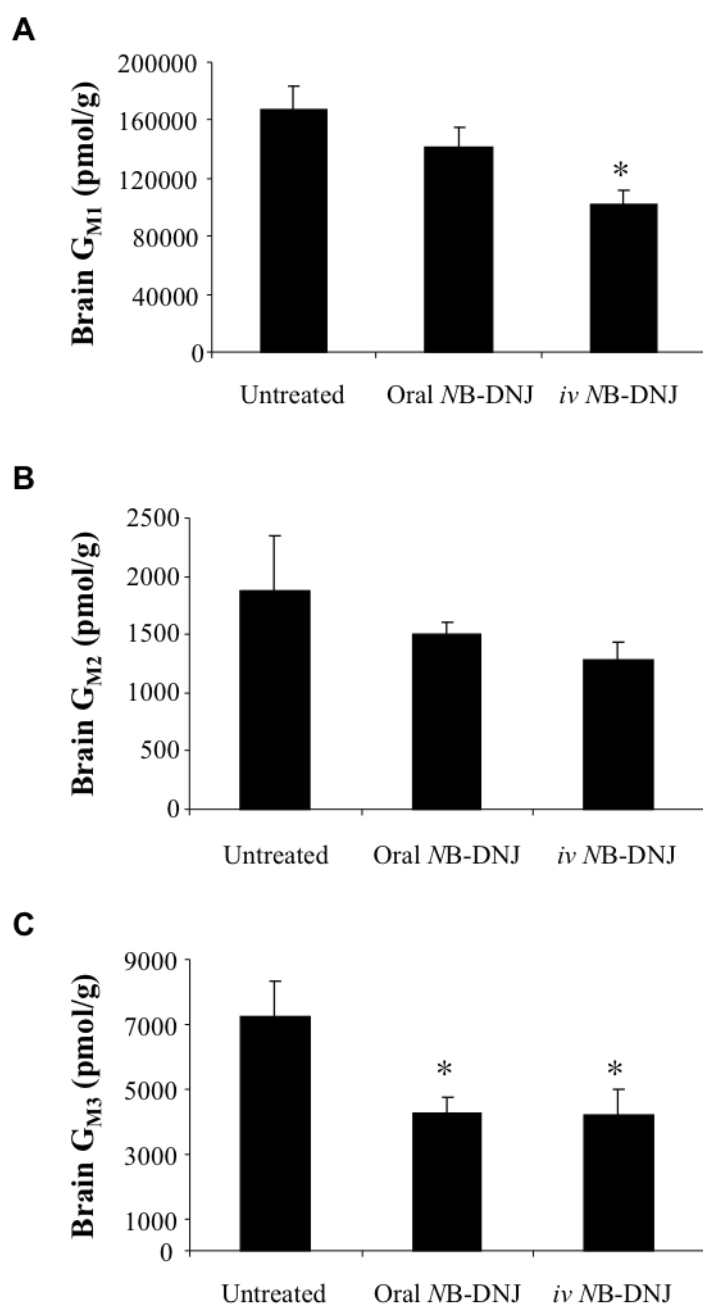 A
Brain GM1 (pmol/g)
200000
160000
120000
80000
40000
0
*
Untreated
Oral NB-DNJ
iv NB-DNJ
B
Brain GM2 (pmol/g)
2500
2000
1500
1000
500
0
Untreated
Oral NB-DNJ
iv NB-DNJ
C
Brain GM3 (pmol/g)
9000
7000
5000
3000
1000
0
*
*
Untreated
Oral NB-DNJ
iv NB-DNJ